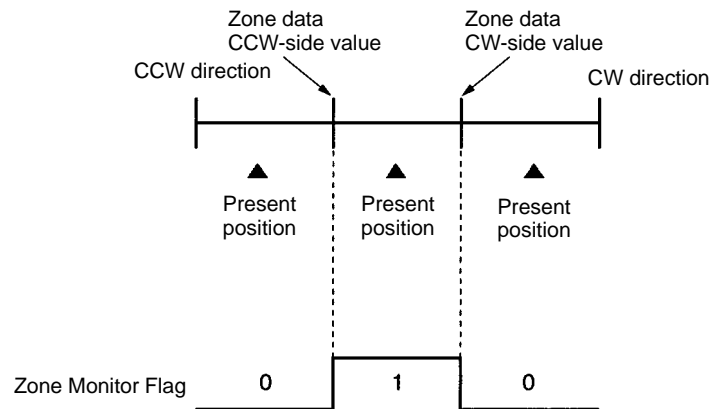 Zone data
CCW-side value
Zone data
CW-side value
CCW direction
CW direction
Present
position
Present
position
Present
position
Zone Monitor Flag
0
1
0